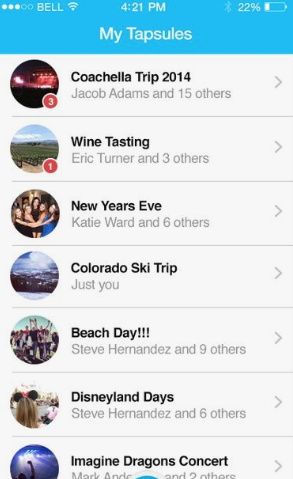 BELL 4:21 PM 22%
My Tapsules
Coachella Trip 2014
Jacob Adams and 15 others
3
Wine Tasting
Eric Turner and 3 others
1
New Years Eve
Katie Ward and 6 others
Colorado Ski Trip
Just you
Beach Day!!!
Steve Hernandez and 9 others
Disneyland Days
Steve Hernandez and 6 others
Imagine Dragons Concert
Mark and 2 others